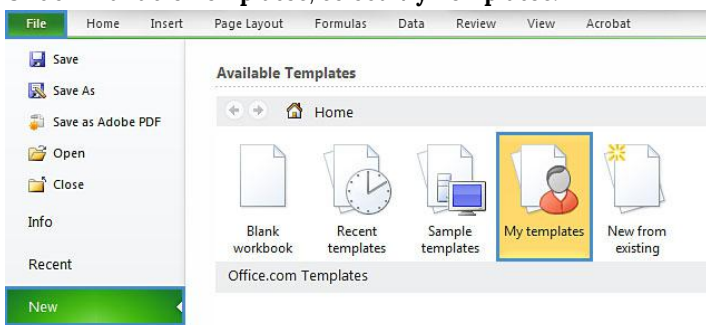 File Home Insert Page Layout Formulas Data Review View Acrobat
Save
Save As
Save as Adobe PDF
Open
Close
Info
Recent
New
Available Templates
Home
Blank workbook
Recent templates
Sample templates
My templates
New from existing
Office.com Templates